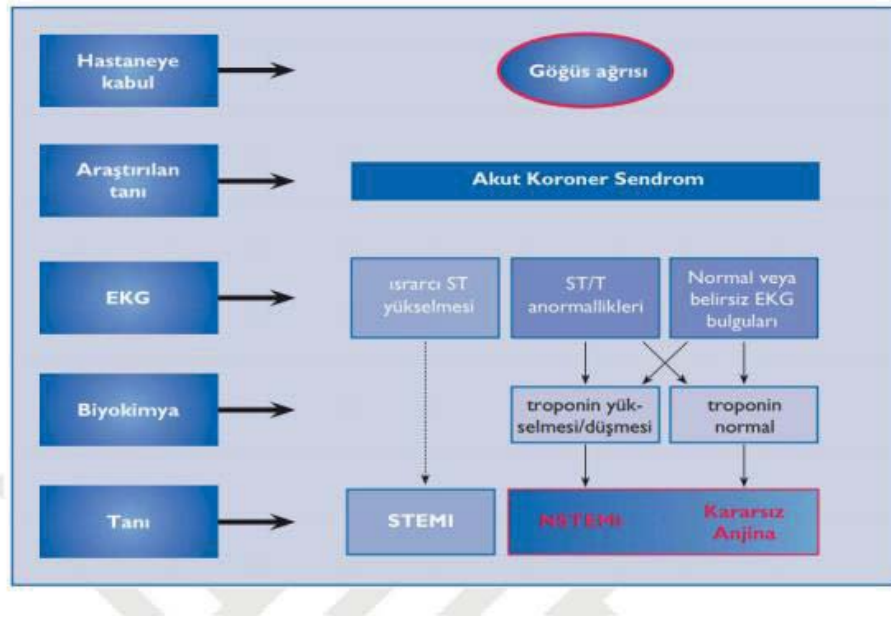 Hastaneye
kabul
Göğüs ağrısı
Araştırılan
tanı
Akut Koroner Sendrom
EKG
ısrarcı ST
yükselmesi
ST/T
anormallikleri
Normal veya
belirsiz EKG
bulguları
Biyokimya
troponin yük-
selmesi/düşmesi
troponin
normal
Tanı
STEMI
NSTEMI
Kararsız
Anjina